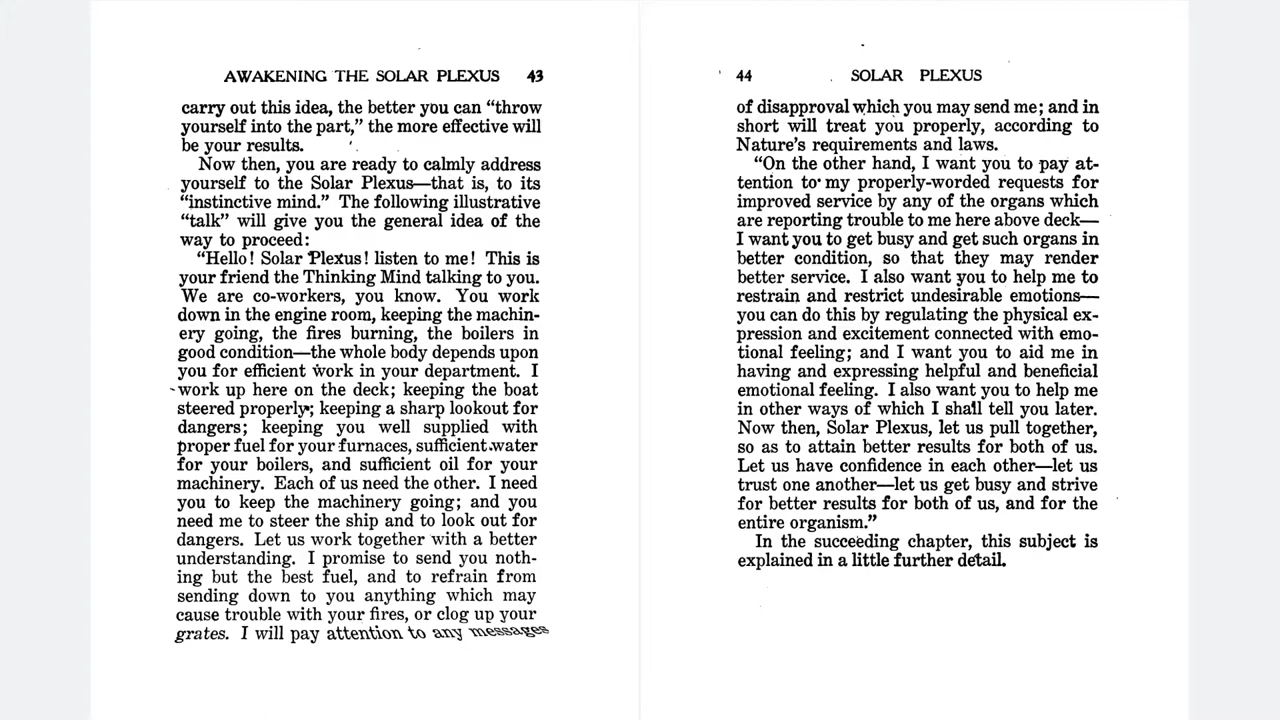 AWAKENING THE SOLAR PLEXUS 43
carry out this idea, the better you can “throw
yourself into the part,” the more effective will
be your results.
Now then, you are ready to calmly address
yourself to the Solar Plexus—that is, to its
“instinctive mind.” The following illustrative
“talk” will give you the general idea of the
way to proceed:
“Hello! Solar Plexus! listen to me! This is
your friend the Thinking Mind talking to you.
We are co-workers, you know. You work
down in the engine room, keeping the machin-
ery going, the fires burning, the boilers in
good condition—the whole body depends upon
you for efficient work in your department. I
work up here on the deck; keeping the boat
steered properly; keeping a sharp lookout for
dangers; keeping you well supplied with
proper fuel for your furnaces, sufficient water
for your boilers, and sufficient oil for your
machinery. Each of us need the other. I need
you to keep the machinery going; and you
need me to steer the ship and to look out for
dangers. Let us work together with a better
understanding. I promise to send you noth-
ing but the best fuel, and to refrain from
sending down to you anything which may
cause trouble with your fires, or clog up your
grates. I will pay attention to any messages
44 SOLAR PLEXUS
of disapproval which you may send me; and in
short will treat you properly, according to
Nature’s requirements and laws.
“On the other hand, I want you to pay at-
tention to my properly-worded requests for
improved service by any of the organs which
are reporting trouble to me here above deck—
I want you to get busy and get such organs in
better condition, so that they may render
better service. I also want you to help me to
restrain and restrict undesirable emotions—
you can do this by regulating the physical ex-
pression and excitement connected with emo-
tional feeling; and I want you to aid me in
having and expressing helpful and beneficial
emotional feeling. I also want you to help me
in other ways of which I shall tell you later.
Now then, Solar Plexus, let us pull together,
so as to attain better results for both of us.
Let us have confidence in each other—let us
trust one another—let us get busy and strive
for better results for both of us, and for the
entire organism.”
In the succeeding chapter, this subject is
explained in a little further detail.